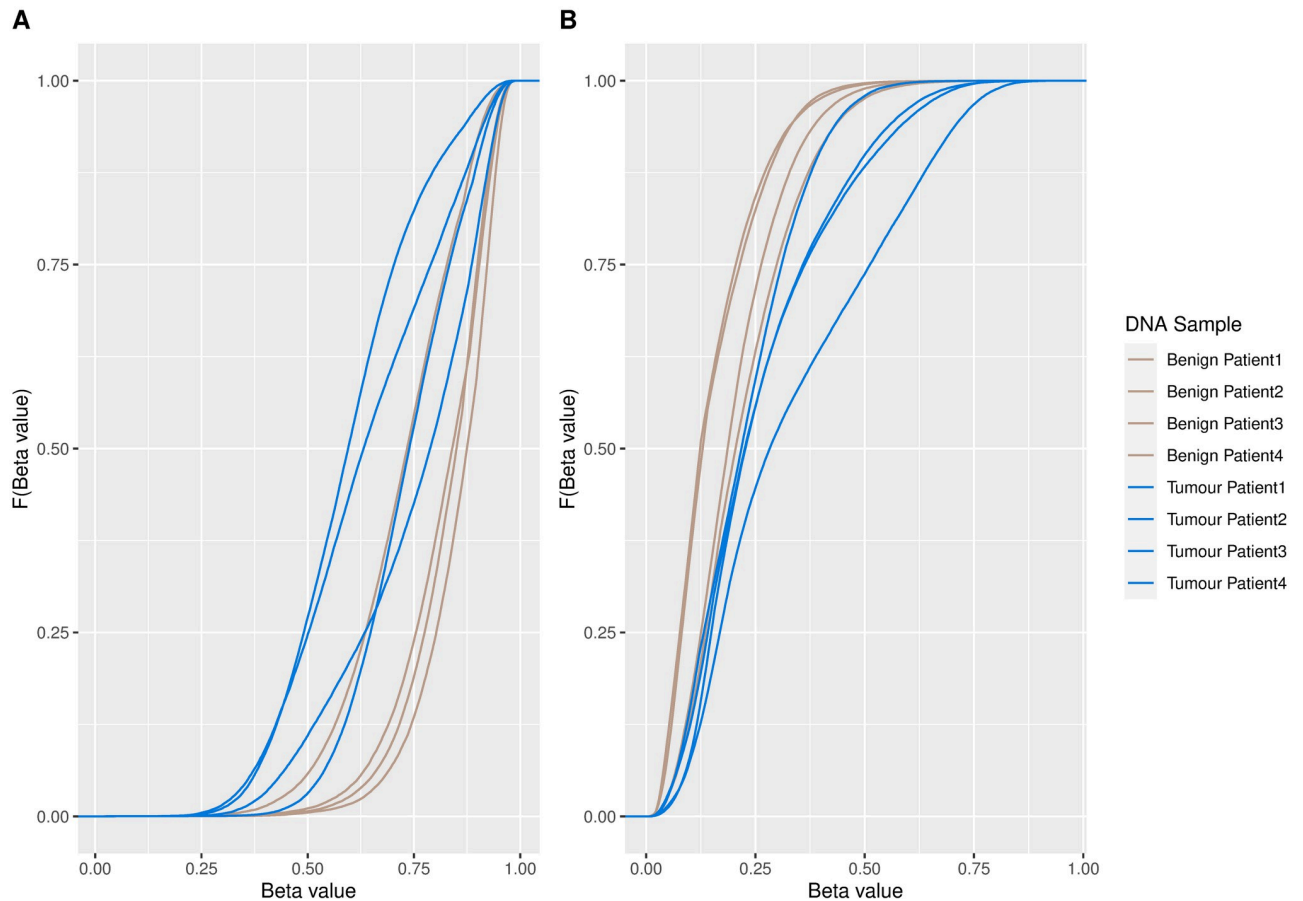 A
B
1.00
0.75
0.50
0.25
0.00
F(Beta value)
0.00 0.25 0.50 0.75 1.00
Beta value
1.00
0.75
0.50
0.25
0.00
F(Beta value)
0.00 0.25 0.50 0.75 1.00
Beta value
DNA Sample
Benign Patient1
Benign Patient2
Benign Patient3
Benign Patient4
Tumour Patient1
Tumour Patient2
Tumour Patient3
Tumour Patient4